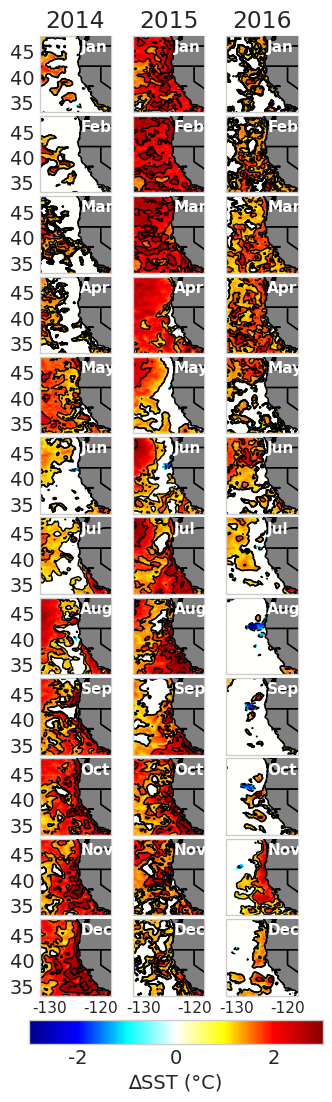 2014 2015 2016
45 Jan Jan Jan
40
35
45 Feb Feb Feb
40
35
45 Mar Mar Mar
40
35
45 Apr Apr Apr
40
35
45 May May May
40
35
45 Jun Jun Jun
40
35
45 Jul Jul Jul
40
35
45 Aug Aug Aug
40
35
45 Sep Sep Sep
40
35
45 Oct Oct Oct
40
35
45 Nov Nov Nov
40
35
45 Dec Dec Dec
40
35
-130 -120 -130 -120 -130 -120
-2 0 2
ΔSST (°C)